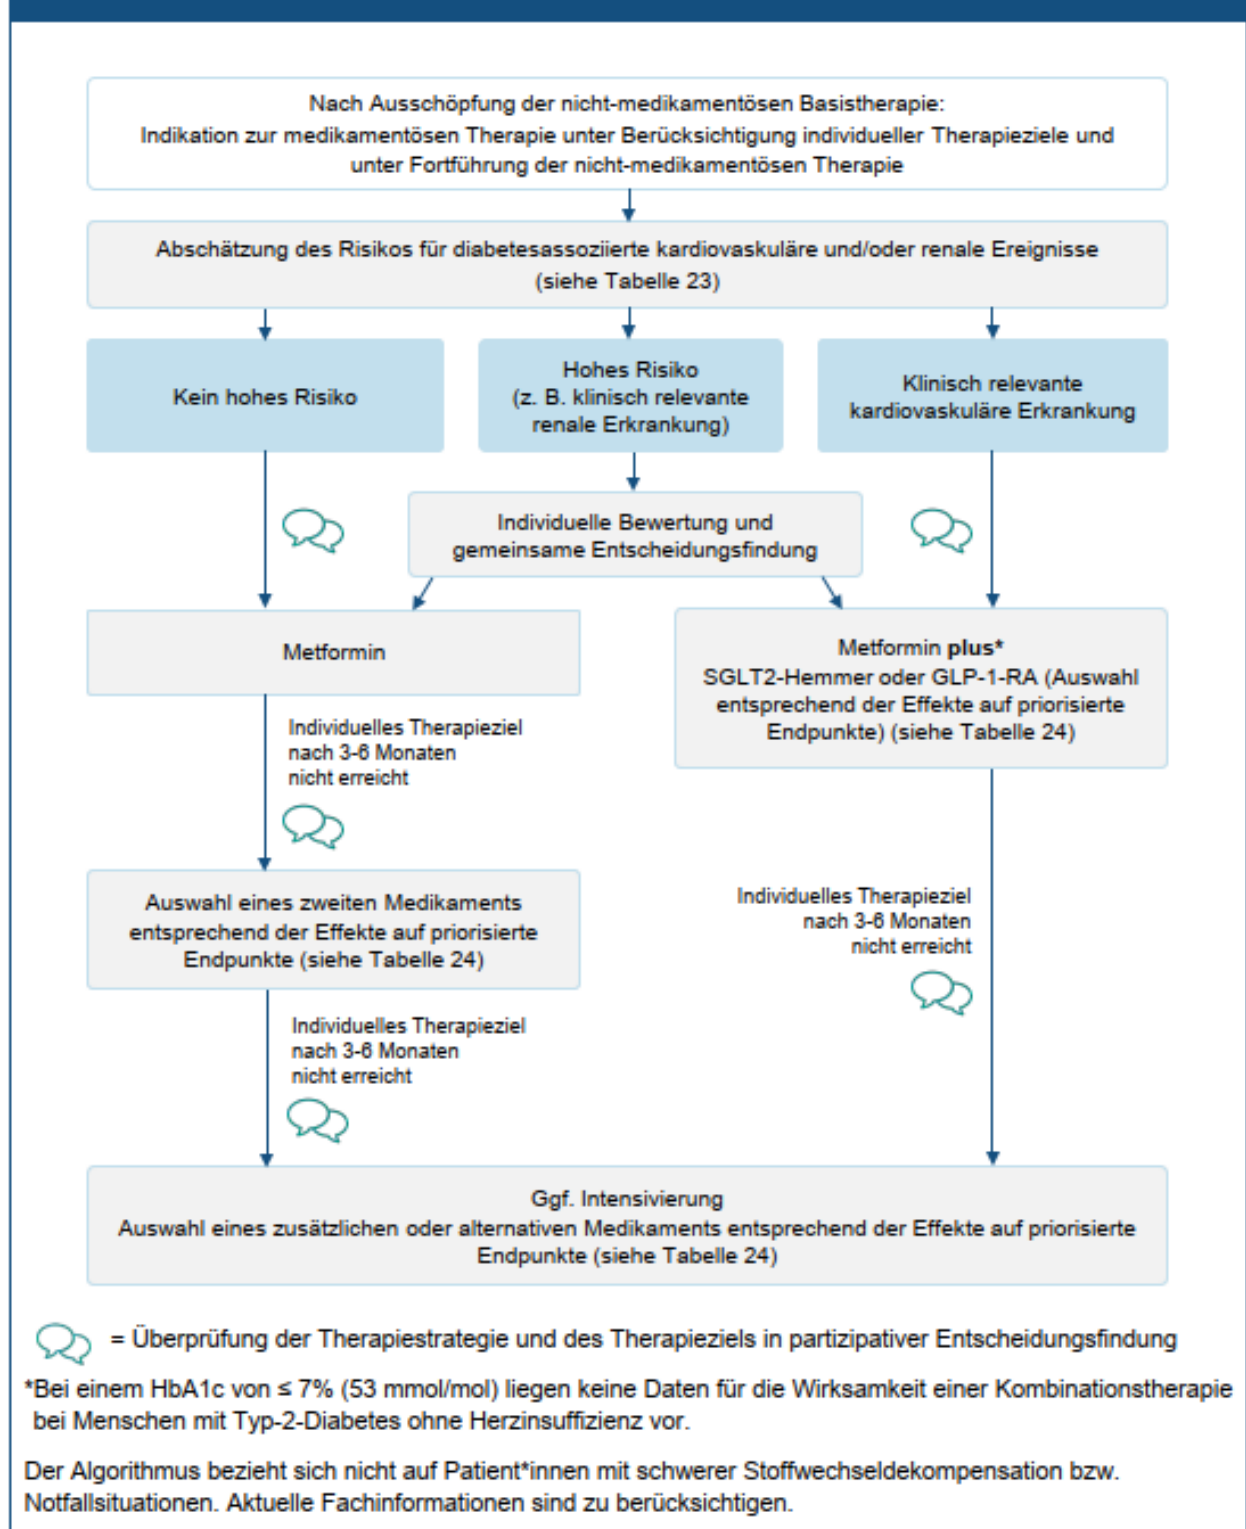 Nach Ausschöpfung der nicht-medikamentösen Basistherapie:
Indikation zur medikamentösen Therapie unter Berücksichtigung individueller Therapieziele und
unter Fortführung der nicht-medikamentösen Therapie
Abschätzung des Risikos für diabetesassoziierte kardiovaskuläre und/oder renale Ereignisse
(siehe Tabelle 23)
Kein hohes Risiko
Hohes Risiko
(z. B. klinisch relevante
renale Erkrankung)
Klinisch relevante
kardiovaskuläre Erkrankung
Individuelle Bewertung und
gemeinsame Entscheidungsfindung
Metformin
Metformin plus*
SGLT2-Hemmer oder GLP-1-RA (Auswahl
entsprechend der Effekte auf priorisierte
Endpunkte) (siehe Tabelle 24)
Individuelles Therapieziel
nach 3-6 Monaten
nicht erreicht
Auswahl eines zweiten Medikaments
entsprechend der Effekte auf priorisierte
Endpunkte (siehe Tabelle 24)
Individuelles Therapieziel
nach 3-6 Monaten
nicht erreicht
Individuelles Therapieziel
nach 3-6 Monaten
nicht erreicht
Ggf. Intensivierung
Auswahl eines zusätzlichen oder alternativen Medikaments entsprechend der Effekte auf priorisierte
Endpunkte (siehe Tabelle 24)
= Überprüfung der Therapiestrategie und des Therapieziels in partizipativer Entscheidungsfindung
*Bei einem HbA1c von ≤ 7% (53 mmol/mol) liegen keine Daten für die Wirksamkeit einer Kombinationstherapie
bei Menschen mit Typ-2-Diabetes ohne Herzinsuffizienz vor.
Der Algorithmus bezieht sich nicht auf Patient*innen mit schwerer Stoffwechseldekompensation bzw.
Notfallsituationen. Aktuelle Fachinformationen sind zu berücksichtigen.